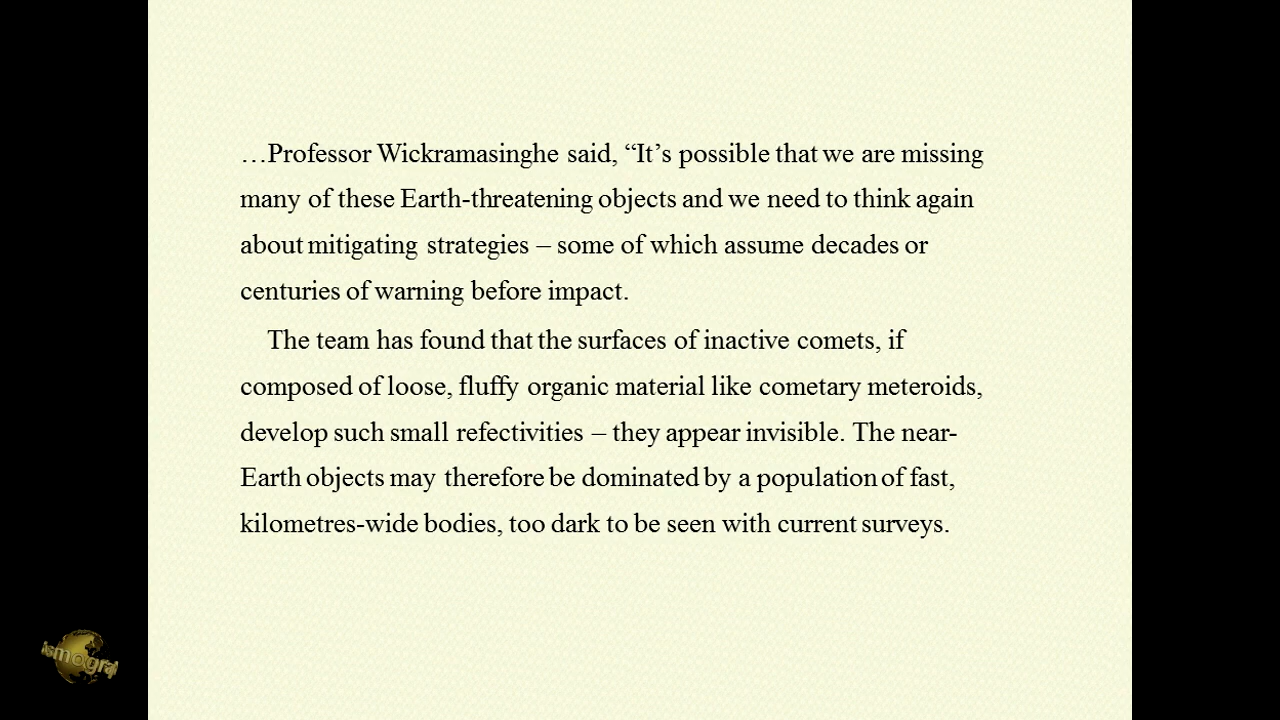 …Professor Wickramasinghe said, “It’s possible that we are missing
many of these Earth-threatening objects and we need to think again
about mitigating strategies – some of which assume decades or
centuries of warning before impact.
The team has found that the surfaces of inactive comets, if
composed of loose, fluffy organic material like cometary meteroids,
develop such small refectivities – they appear invisible. The near-
Earth objects may therefore be dominated by a population of fast,
kilometres-wide bodies, too dark to be seen with current surveys.